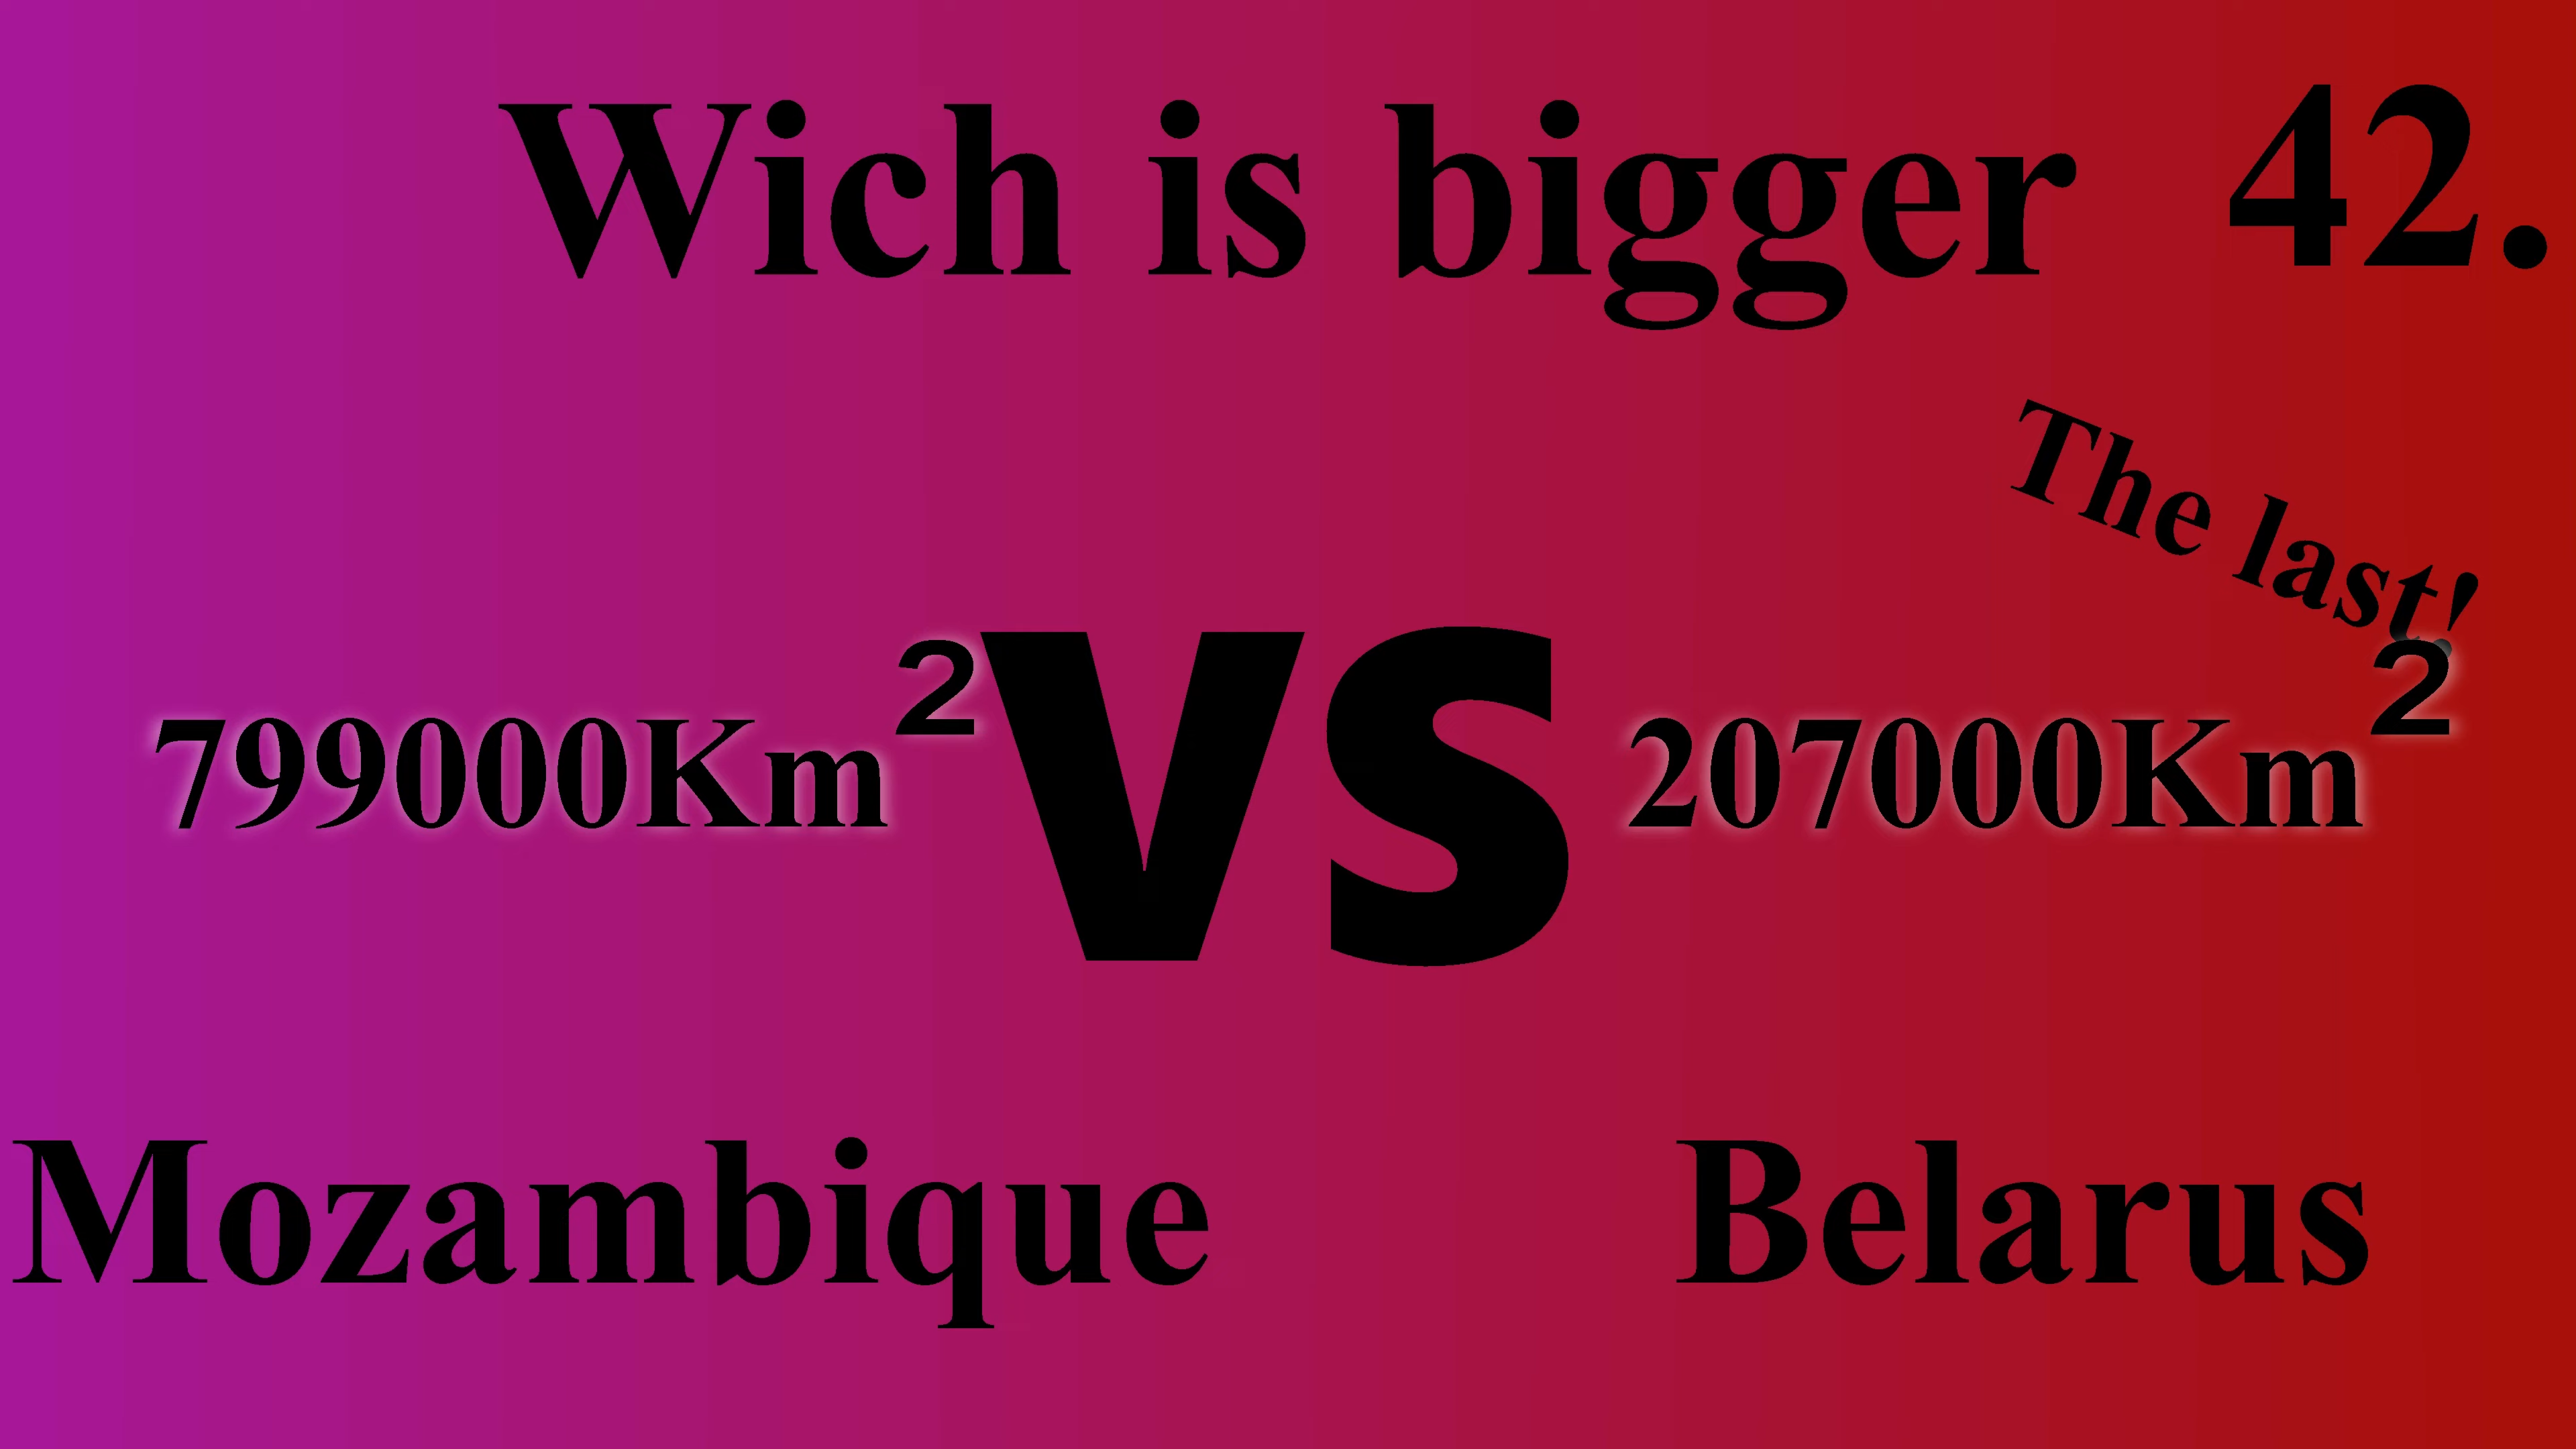 Wich is bigger 42.
The last!
799000Km² VS 207000Km²
Mozambique Belarus